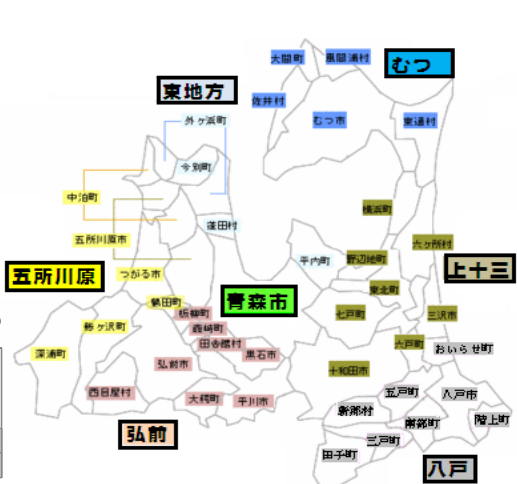 大間町
風間浦村
むつ
東地方
佐井村
外ヶ浜町
むつ市
東通村
今別町
中泊町
横浜町
蓬田村
五所川原市
六ヶ所村
平内町
野辺地町
つがる市
五所川原
上十三
東北町
鶴田町
青森市
板柳町
七戸町
三沢市
藤崎町
鰺ヶ沢町
田舎館村
六戸町
おいらせ町
深浦町
黒石市
弘前市
十和田市
西目屋村
五戸町
八戸市
大鰐町
平川市
新郷村
階上町
南部町
弘前
三戸町
田子町
八戸